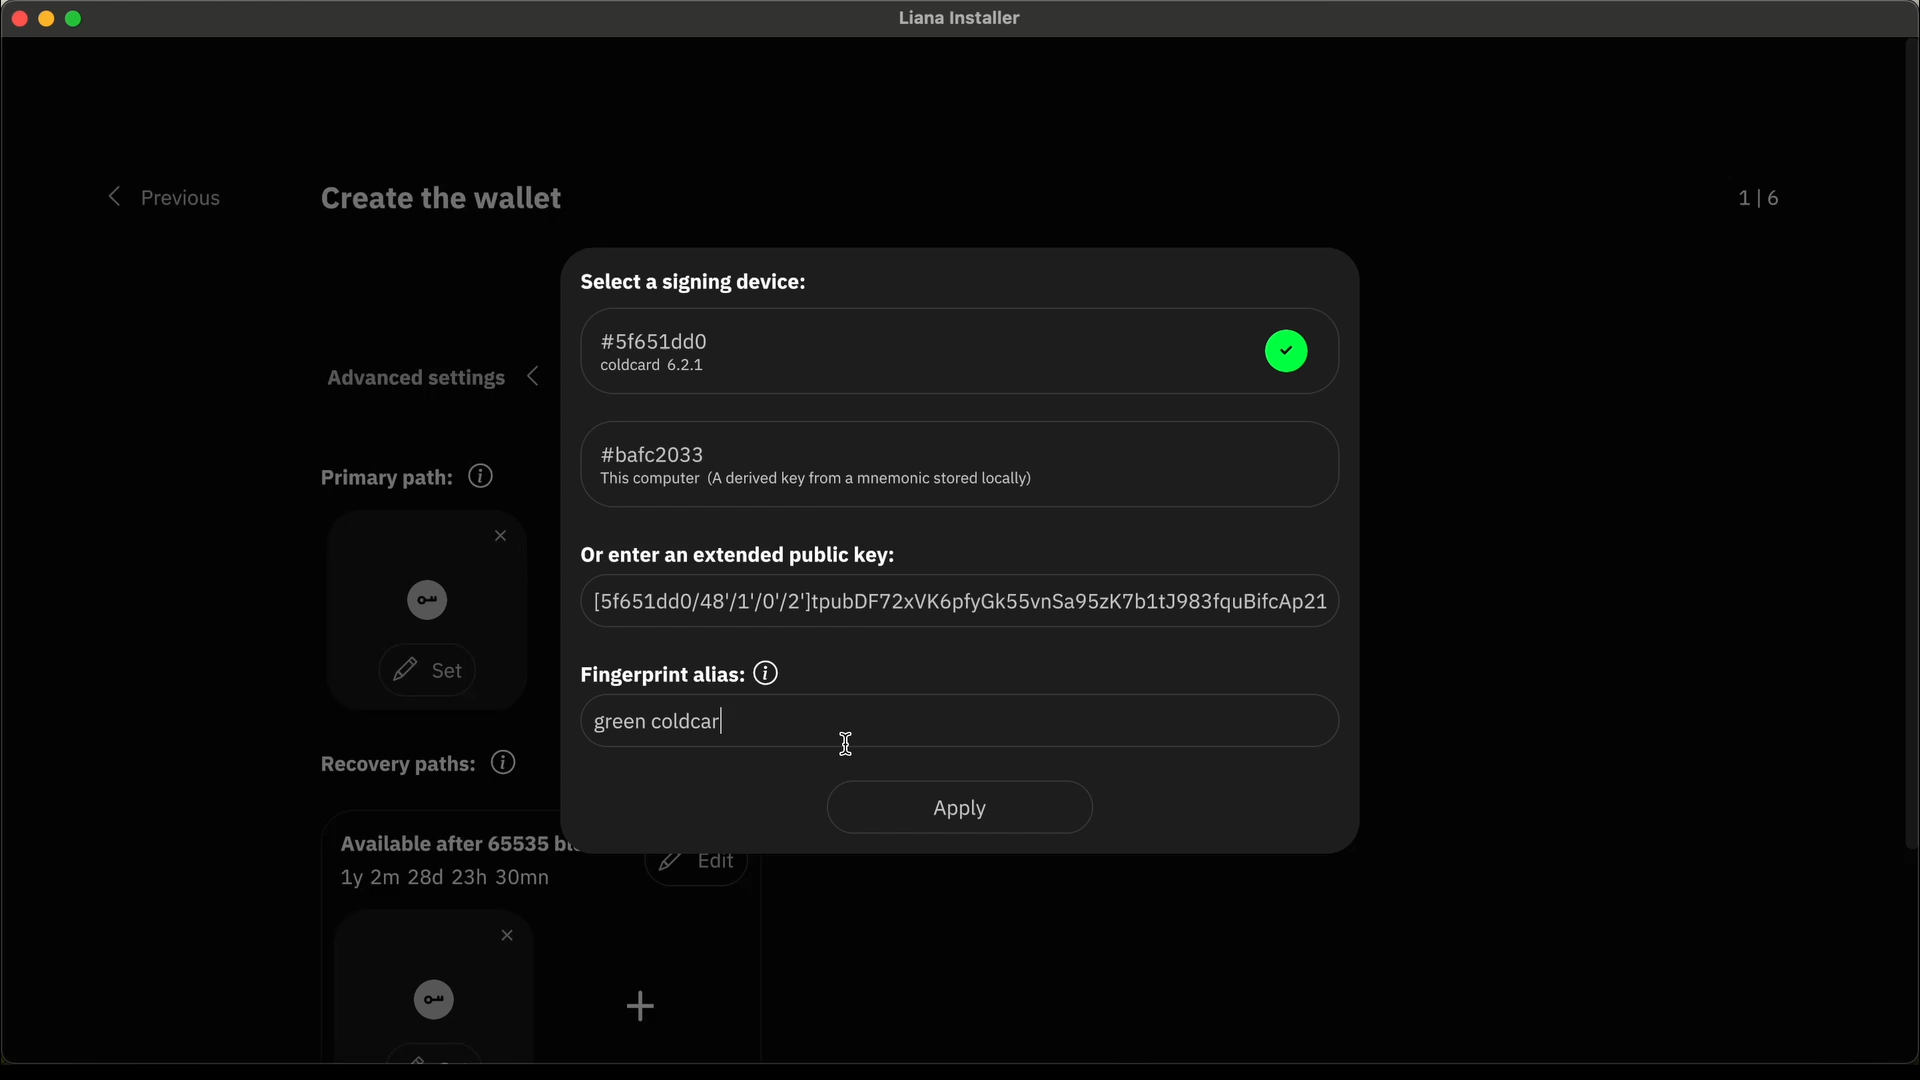 Liana Installer
Previous
Create the wallet
1 | 6
Select a signing device:
#5f651dd0
coldcard 6.2.1
Advanced settings
#bafc2033
This computer (A derived key from a mnemonic stored locally)
Primary path:
Or enter an extended public key:
[5f651dd0/48'/1'/0'/2']tpubDF72xVK6pfyGk55vnSa95zK7b1tJ983fquBifcAp21
Set
Fingerprint alias:
green coldcar
Recovery paths:
Apply
Available after 65535
Edit
1y 2m 28d 23h 30mn